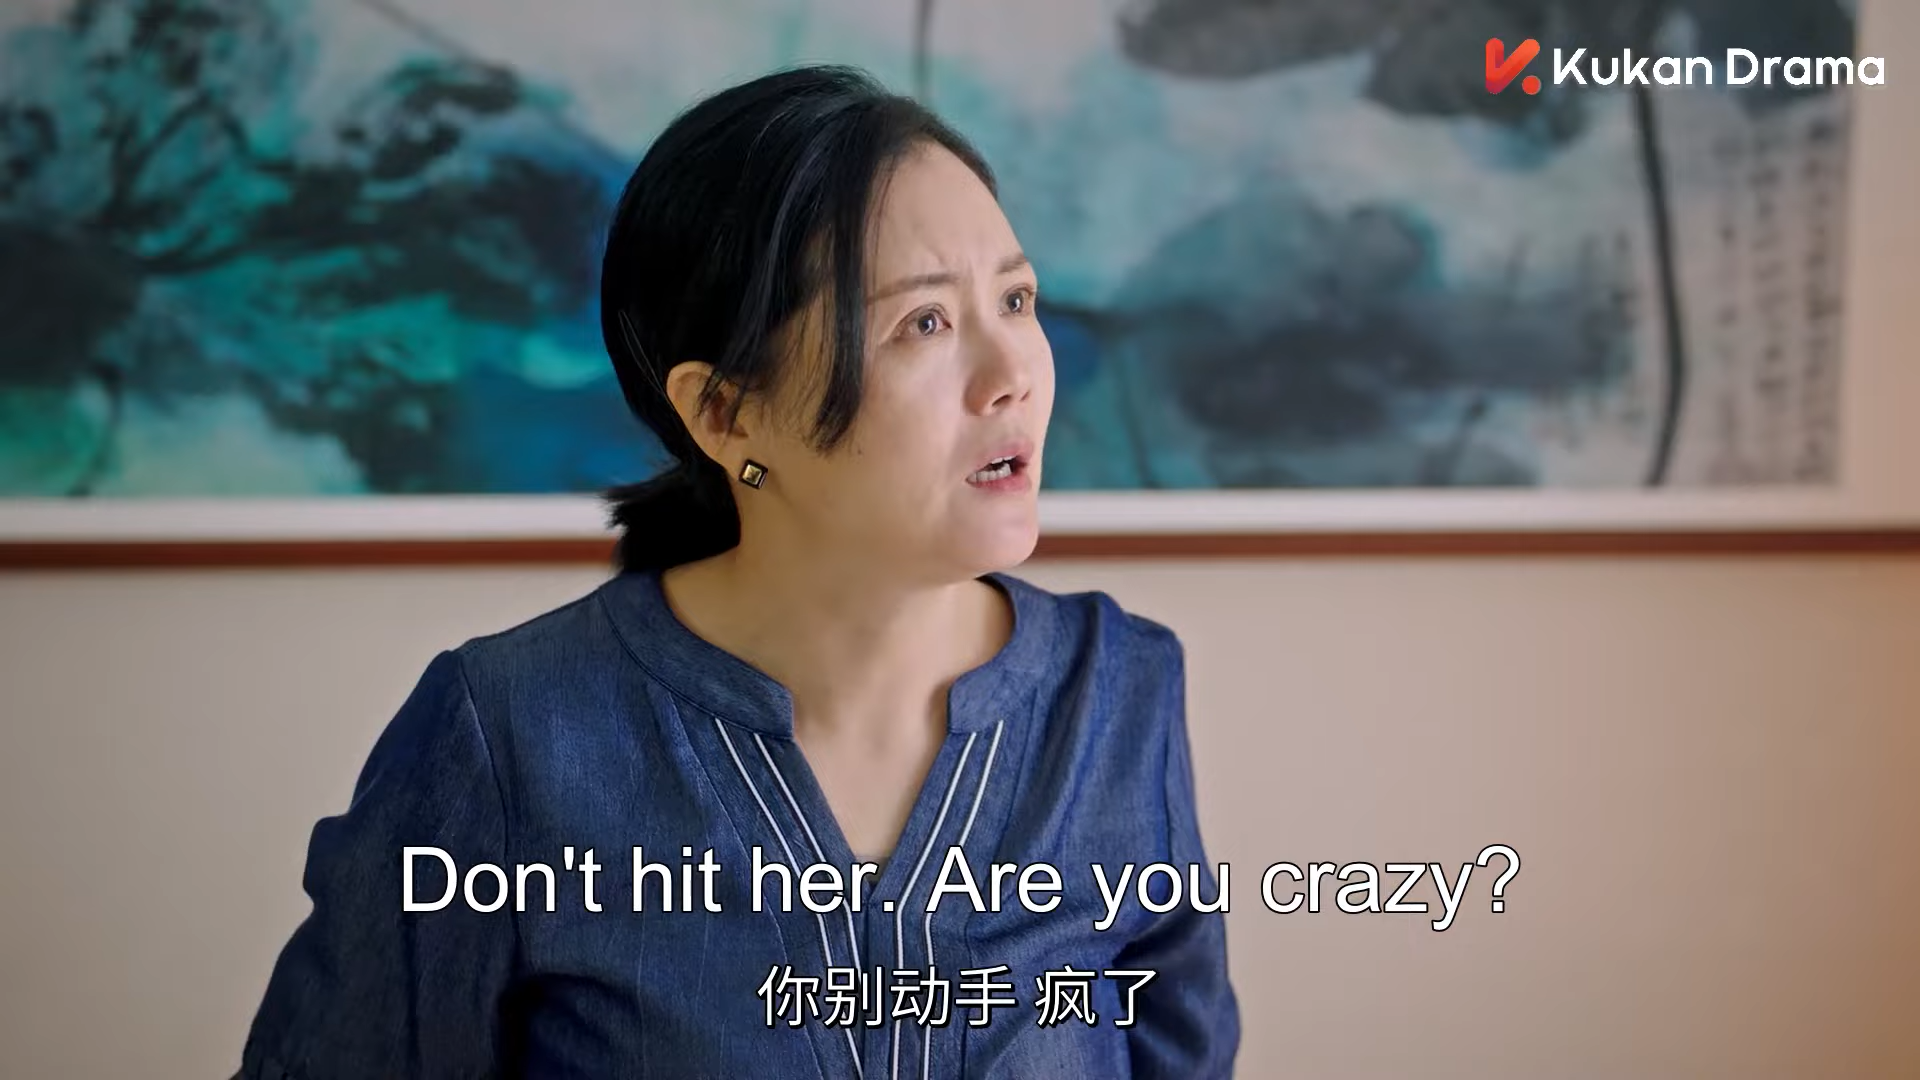 Kukan Drama
Don't hit her. Are you crazy?
你别动手 疯了